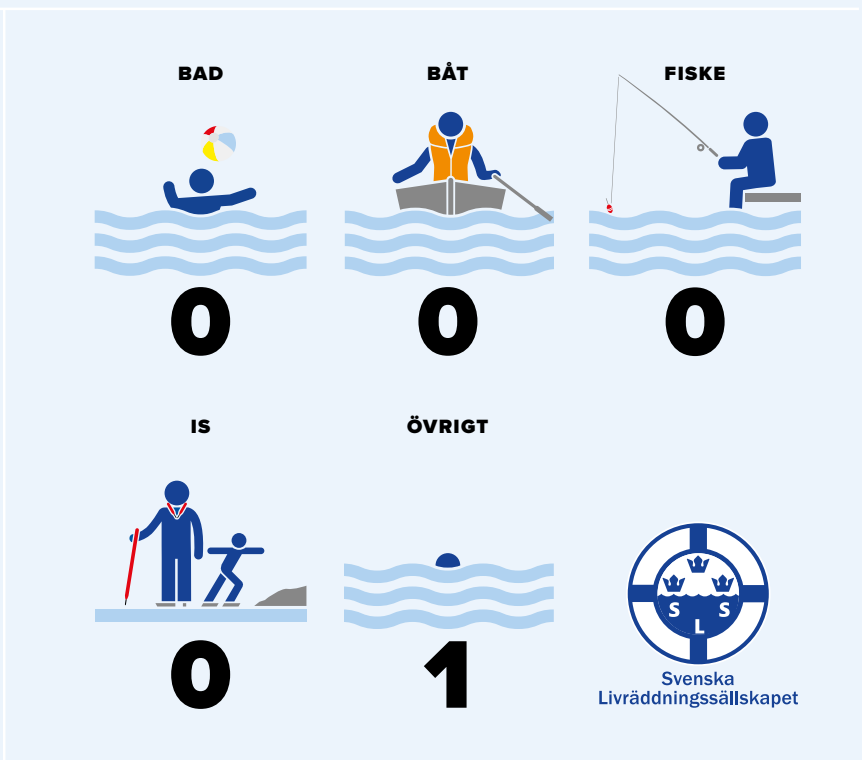 BAD
BÅT
FISKE
0
0
0
IS
ÖVRIGT
0
1
S
S
L
Svenska
Livräddningssällskapet